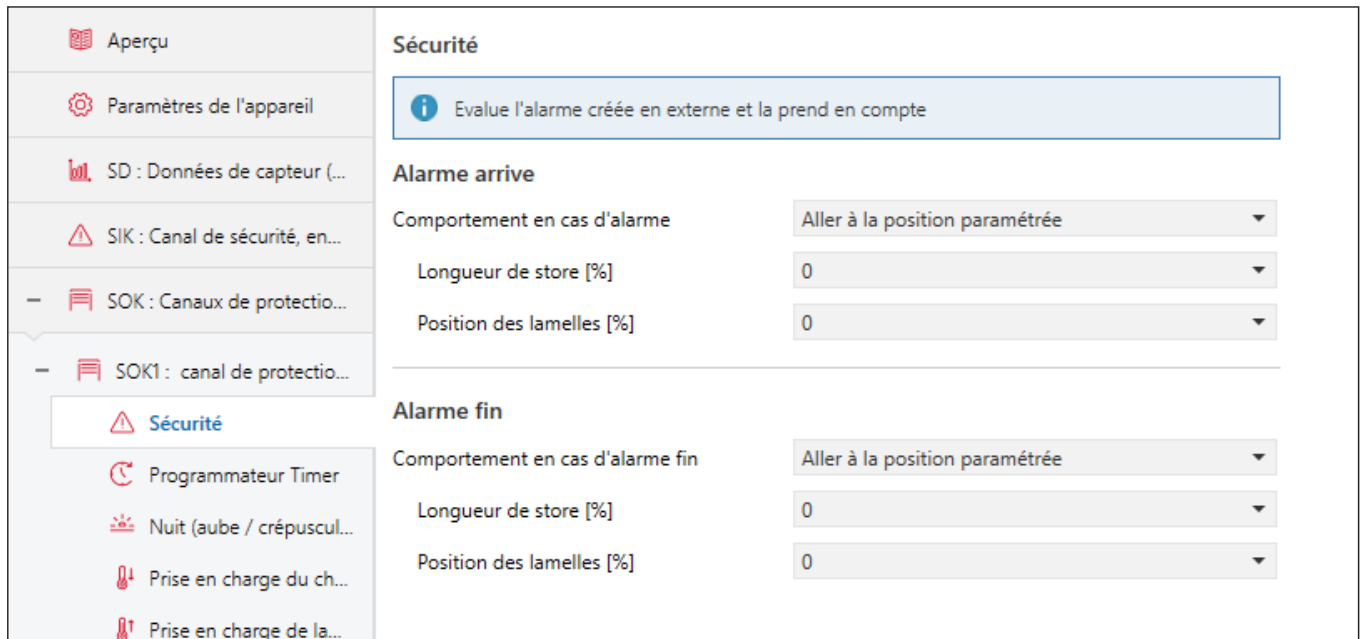 Aperçu
Paramètres de l'appareil
SD : Données de capteur (...
SIK : Canal de sécurité, en...
SOK : Canaux de protectio...
SOK1 : canal de protectio...
Sécurité
Programmateur Timer
Nuit (aube / crépuscul...
Prise en charge du ch...
Prise en charge de la...
Sécurité
Evalue l'alarme créée en externe et la prend en compte
Alarme arrive
Comportement en cas d'alarme Aller à la position paramétrée
Longueur de store [%] 0
Position des lamelles [%] 0
Alarme fin
Comportement en cas d'alarme fin Aller à la position paramétrée
Longueur de store [%] 0
Position des lamelles [%] 0